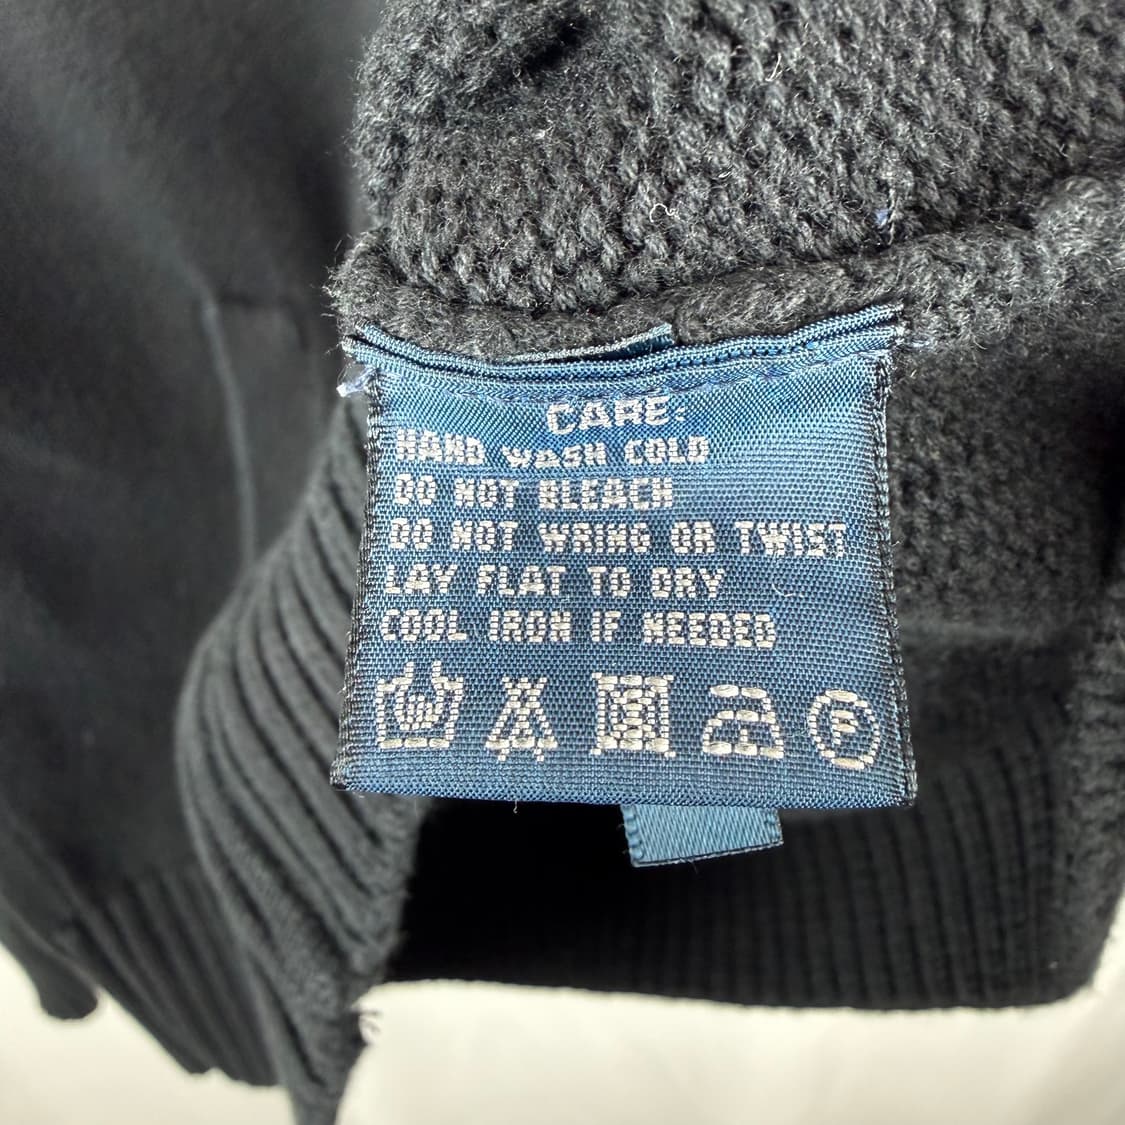 CARE:
HAND WASH COLD
DO NOT BLEACH
DO NOT WRING OR TWIST
LAY FLAT TO DRY
COOL IRON IF NEEDED
F